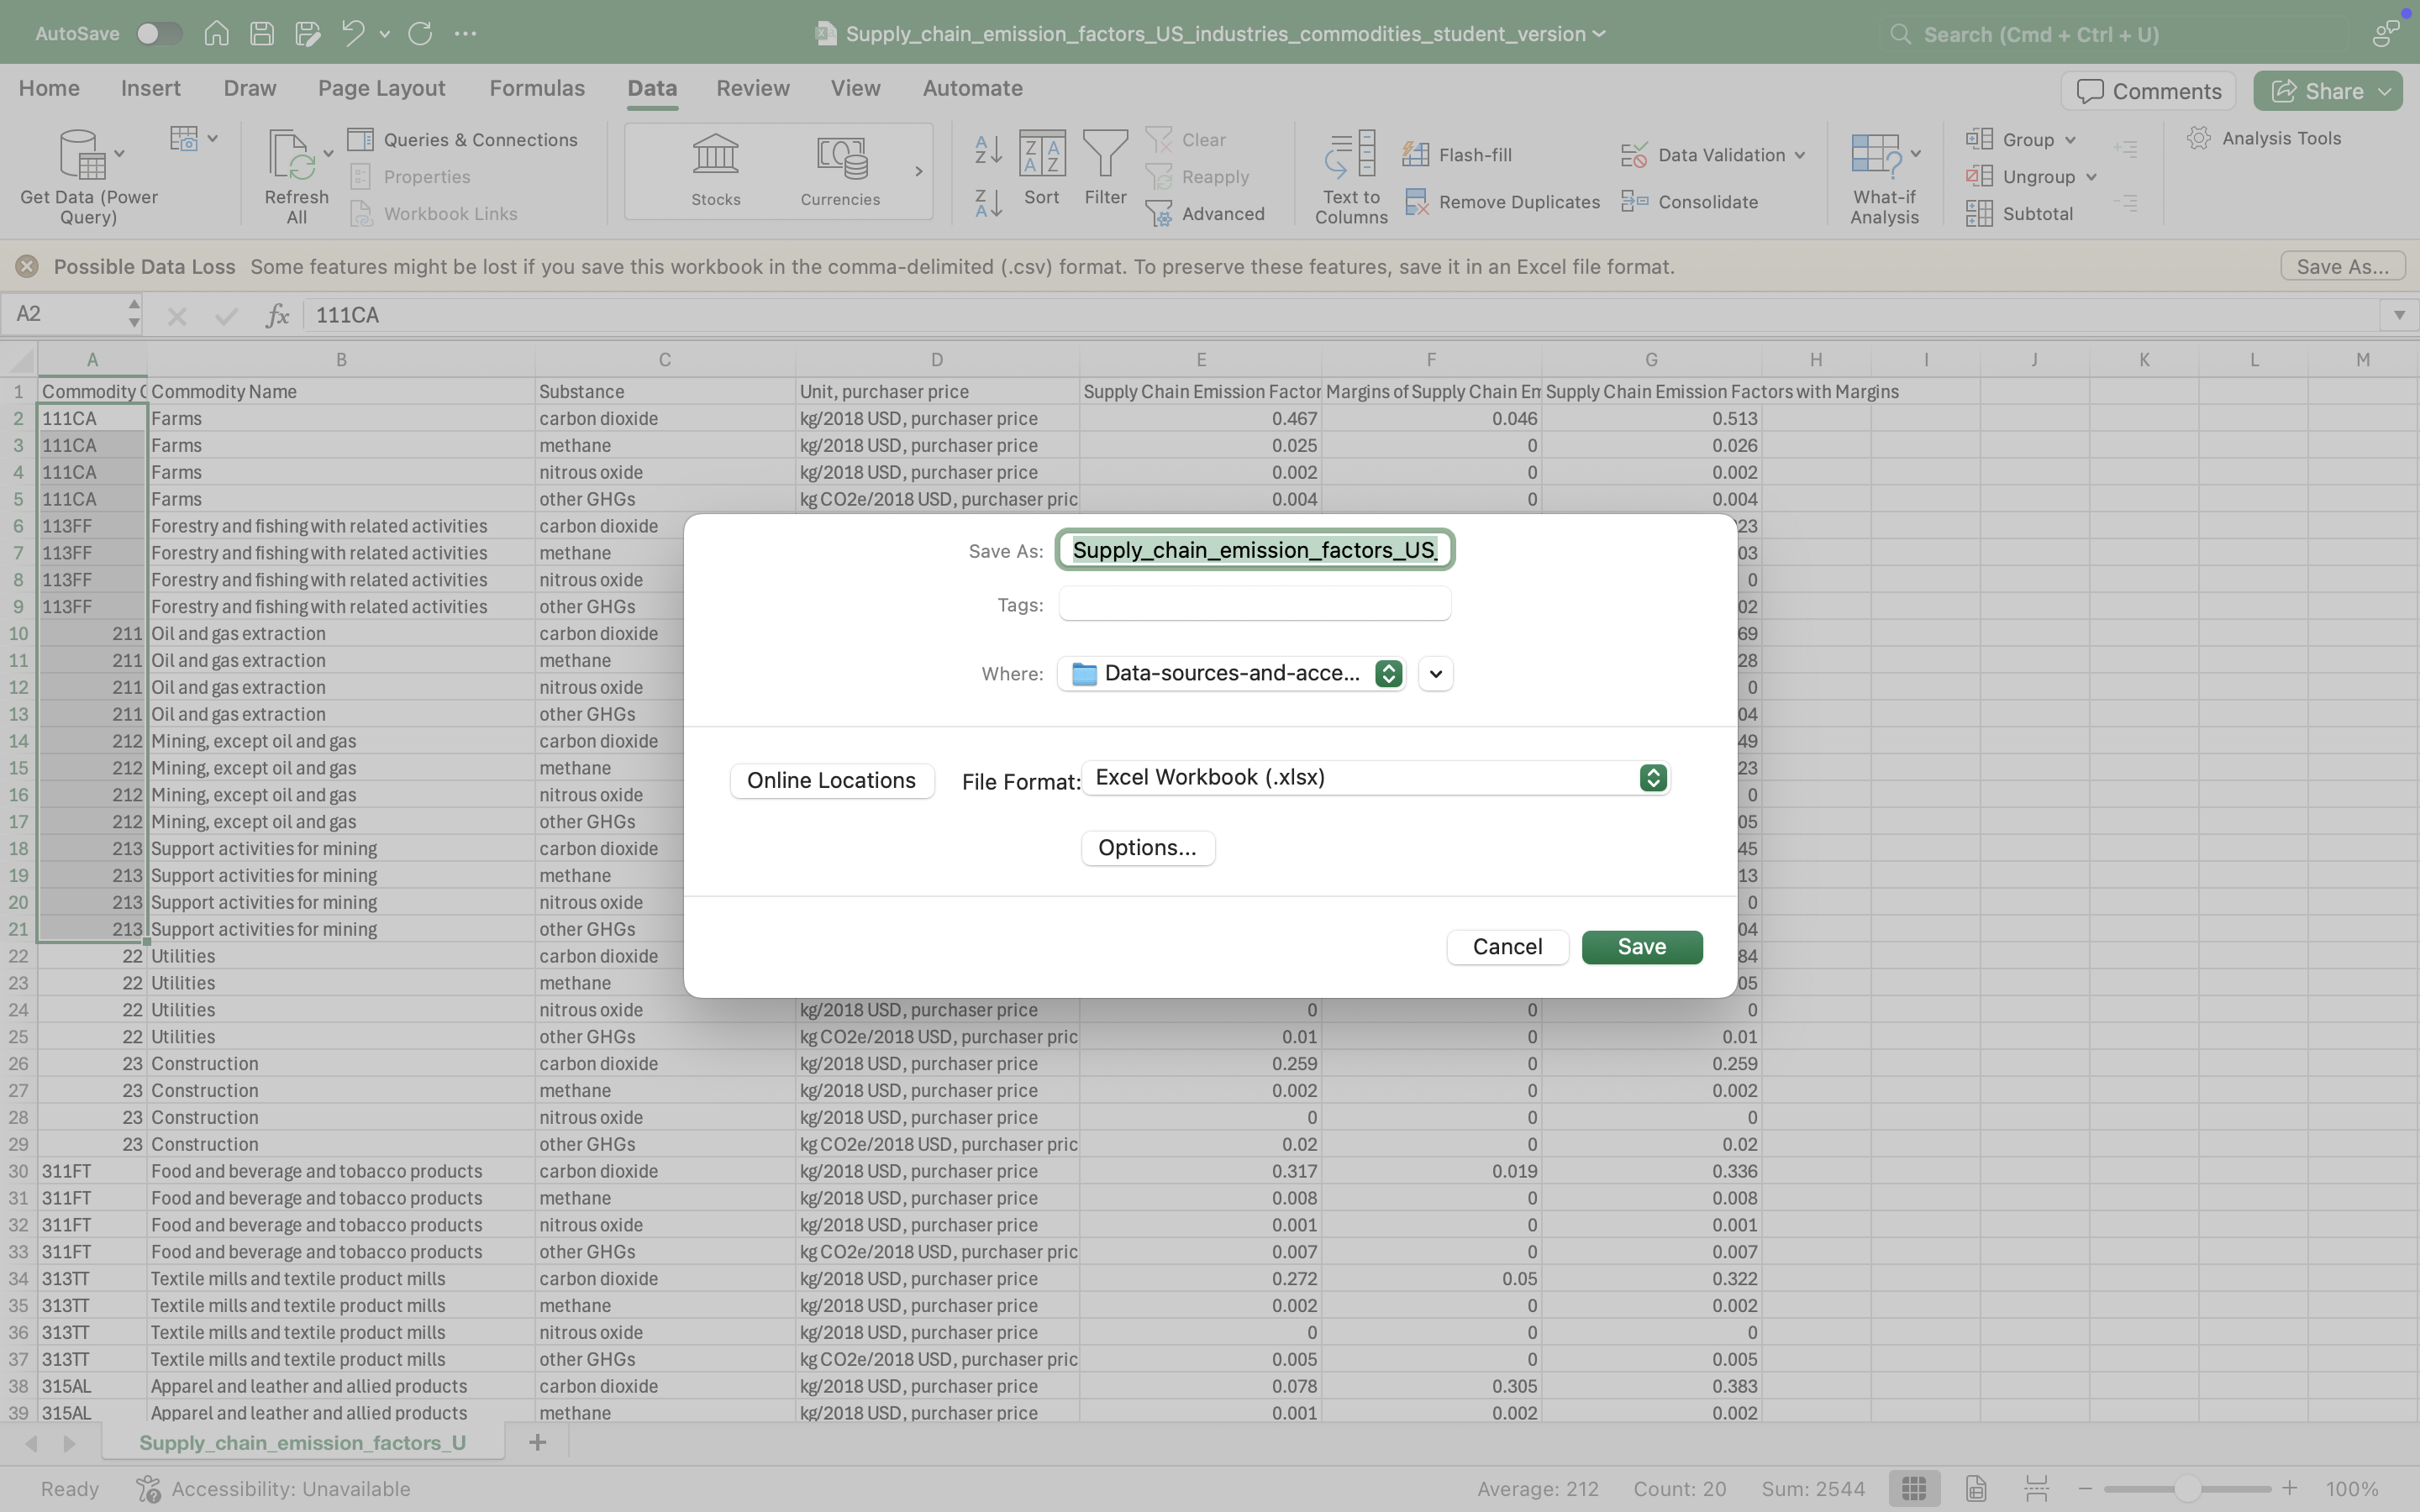 AutoSave
Supply_chain_emission_factors_US_industries_commodities_student_version
Search (Cmd + Ctrl + U)
Home Insert Draw Page Layout Formulas Data Review View Automate
Comments Share
Get Data (Power Query)
Refresh All
Queries & Connections
Properties
Workbook Links
Stocks
Currencies
Sort
Filter
Clear
Reapply
Advanced
Text to Columns
Flash-fill
Remove Duplicates
Data Validation
Consolidate
What-if Analysis
Group
Ungroup
Subtotal
Analysis Tools
Possible Data Loss Some features might be lost if you save this workbook in the comma-delimited (.csv) format. To preserve these features, save it in an Excel file format. Save As...
A2 fx 111CA
A B C D E F G H I J K L M
1 Commodity Commodity Name Substance Unit, purchaser price Supply Chain Emission Factor Margins of Supply Chain Em Supply Chain Emission Factors with Margins
2 111CA Farms carbon dioxide kg/2018 USD, purchaser price 0.467 0.046 0.513
3 111CA Farms methane kg/2018 USD, purchaser price 0.025 0 0.026
4 111CA Farms nitrous oxide kg/2018 USD, purchaser price 0.002 0 0.002
5 111CA Farms other GHGs kg CO2e/2018 USD, purchaser pric 0.004 0 0.004
6 113FF Forestry and fishing with related activities carbon dioxide 23
7 113FF Forestry and fishing with related activities methane 03
8 113FF Forestry and fishing with related activities nitrous oxide 0
9 113FF Forestry and fishing with related activities other GHGs 02
10 211 Oil and gas extraction carbon dioxide 69
11 211 Oil and gas extraction methane 28
12 211 Oil and gas extraction nitrous oxide 0
13 211 Oil and gas extraction other GHGs 04
14 212 Mining, except oil and gas carbon dioxide 49
15 212 Mining, except oil and gas methane 23
16 212 Mining, except oil and gas nitrous oxide 0
17 212 Mining, except oil and gas other GHGs 05
18 213 Support activities for mining carbon dioxide 45
19 213 Support activities for mining methane 13
20 213 Support activities for mining nitrous oxide 0
21 213 Support activities for mining other GHGs 04
22 22 Utilities carbon dioxide 84
23 22 Utilities methane 05
24 22 Utilities nitrous oxide kg/2018 USD, purchaser price 0 0 0
25 22 Utilities other GHGs kg CO2e/2018 USD, purchaser pric 0.01 0 0.01
26 23 Construction carbon dioxide kg/2018 USD, purchaser price 0.259 0 0.259
27 23 Construction methane kg/2018 USD, purchaser price 0.002 0 0.002
28 23 Construction nitrous oxide kg/2018 USD, purchaser price 0 0 0
29 23 Construction other GHGs kg CO2e/2018 USD, purchaser pric 0.02 0 0.02
30 311FT Food and beverage and tobacco products carbon dioxide kg/2018 USD, purchaser price 0.317 0.019 0.336
31 311FT Food and beverage and tobacco products methane kg/2018 USD, purchaser price 0.008 0 0.008
32 311FT Food and beverage and tobacco products nitrous oxide kg/2018 USD, purchaser price 0.001 0 0.001
33 311FT Food and beverage and tobacco products other GHGs kg CO2e/2018 USD, purchaser pric 0.007 0 0.007
34 313TT Textile mills and textile product mills carbon dioxide kg/2018 USD, purchaser price 0.272 0.05 0.322
35 313TT Textile mills and textile product mills methane kg/2018 USD, purchaser price 0.002 0 0.002
36 313TT Textile mills and textile product mills nitrous oxide kg/2018 USD, purchaser price 0 0 0
37 313TT Textile mills and textile product mills other GHGs kg CO2e/2018 USD, purchaser pric 0.005 0 0.005
38 315AL Apparel and leather and allied products carbon dioxide kg/2018 USD, purchaser price 0.078 0.305 0.383
39 315AL Apparel and leather and allied products methane kg/2018 USD, purchaser price 0.001 0.002 0.002
Save As: Supply_chain_emission_factors_US_
Tags:
Where: Data-sources-and-acce...
Online Locations File Format: Excel Workbook (.xlsx)
Options...
Cancel Save
Supply_chain_emission_factors_U
Ready Accessibility: Unavailable Average: 212 Count: 20 Sum: 2544 100%